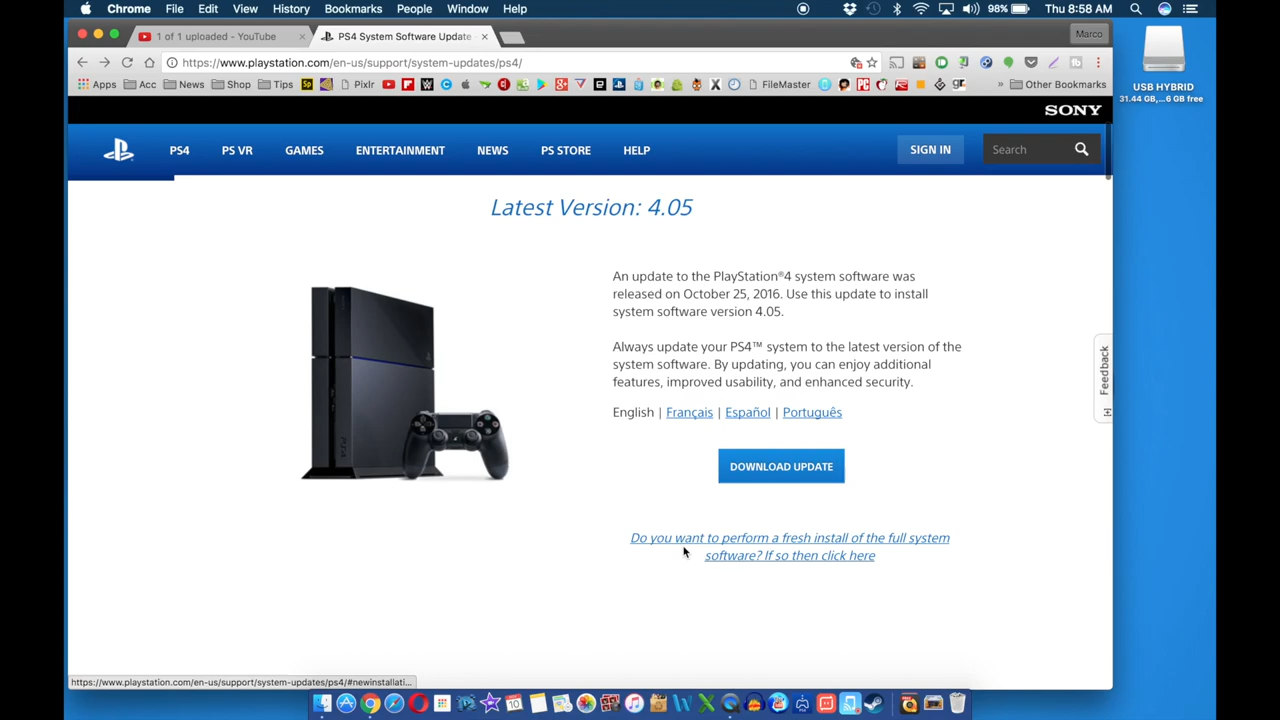 Chrome File Edit View History Bookmarks People Window Help 98% Thu 8:58 AM
1 of 1 uploaded - YouTube PS4 System Software Update Marco
https://www.playstation.com/en-us/support/system-updates/ps4/
Apps Acc News Shop Tips Pixlr FileMaster Other Bookmarks
USB HYBRID
31.44 GB,...6 GB free
SONY
PS4 PS VR GAMES ENTERTAINMENT NEWS PS STORE HELP SIGN IN Search
Latest Version: 4.05
An update to the PlayStation®4 system software was
released on October 25, 2016. Use this update to install
system software version 4.05.
Always update your PS4™ system to the latest version of the
system software. By updating, you can enjoy additional
features, improved usability, and enhanced security.
English | Français | Español | Português
DOWNLOAD UPDATE
Do you want to perform a fresh install of the full system
software? If so then click here
Feedback
https://www.playstation.com/en-us/support/system-updates/ps4/#newinstallati...